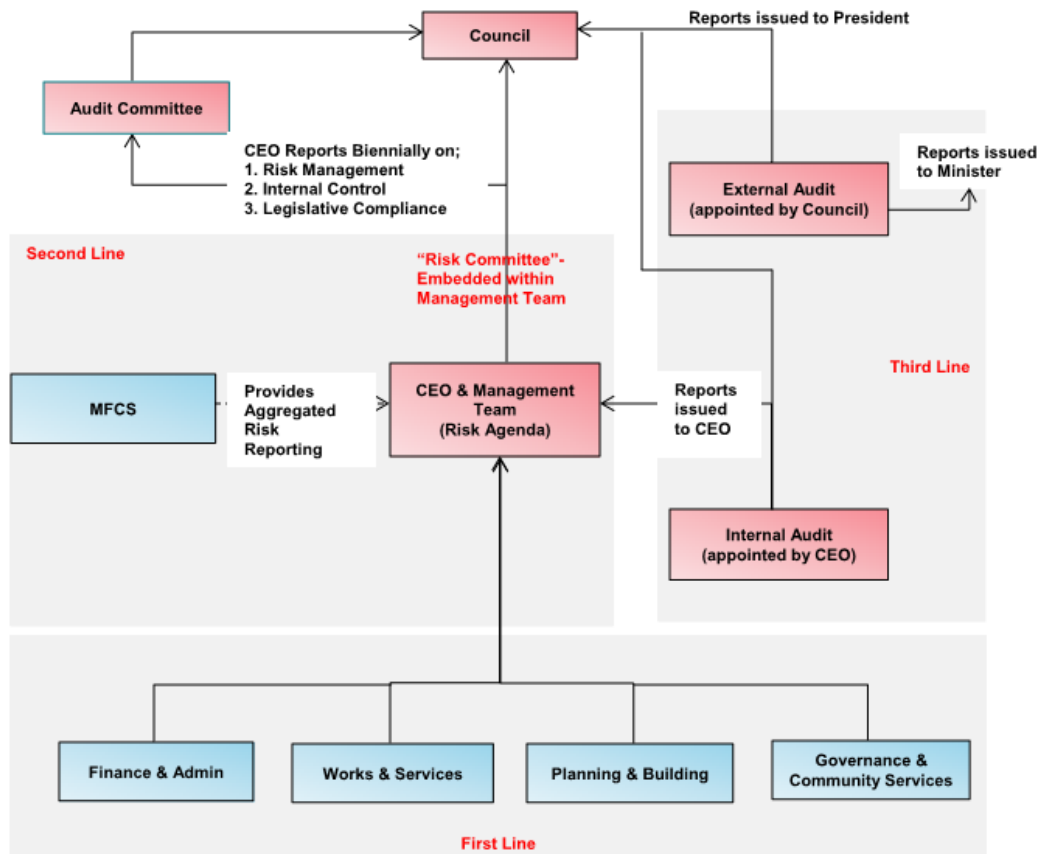 Reports issued to President
Council
Audit Committee
CEO Reports Biennially on;
1. Risk Management
2. Internal Control
3. Legislative Compliance
External Audit
(appointed by Council)
Reports issued
to Minister
Second Line
“Risk Committee”-
Embedded within
Management Team
Third Line
MFCS
Provides
Aggregated
Risk
Reporting
CEO & Management
Team
(Risk Agenda)
Reports
issued
to CEO
Internal Audit
(appointed by CEO)
Finance & Admin
Works & Services
Planning & Building
Governance &
Community Services
First Line